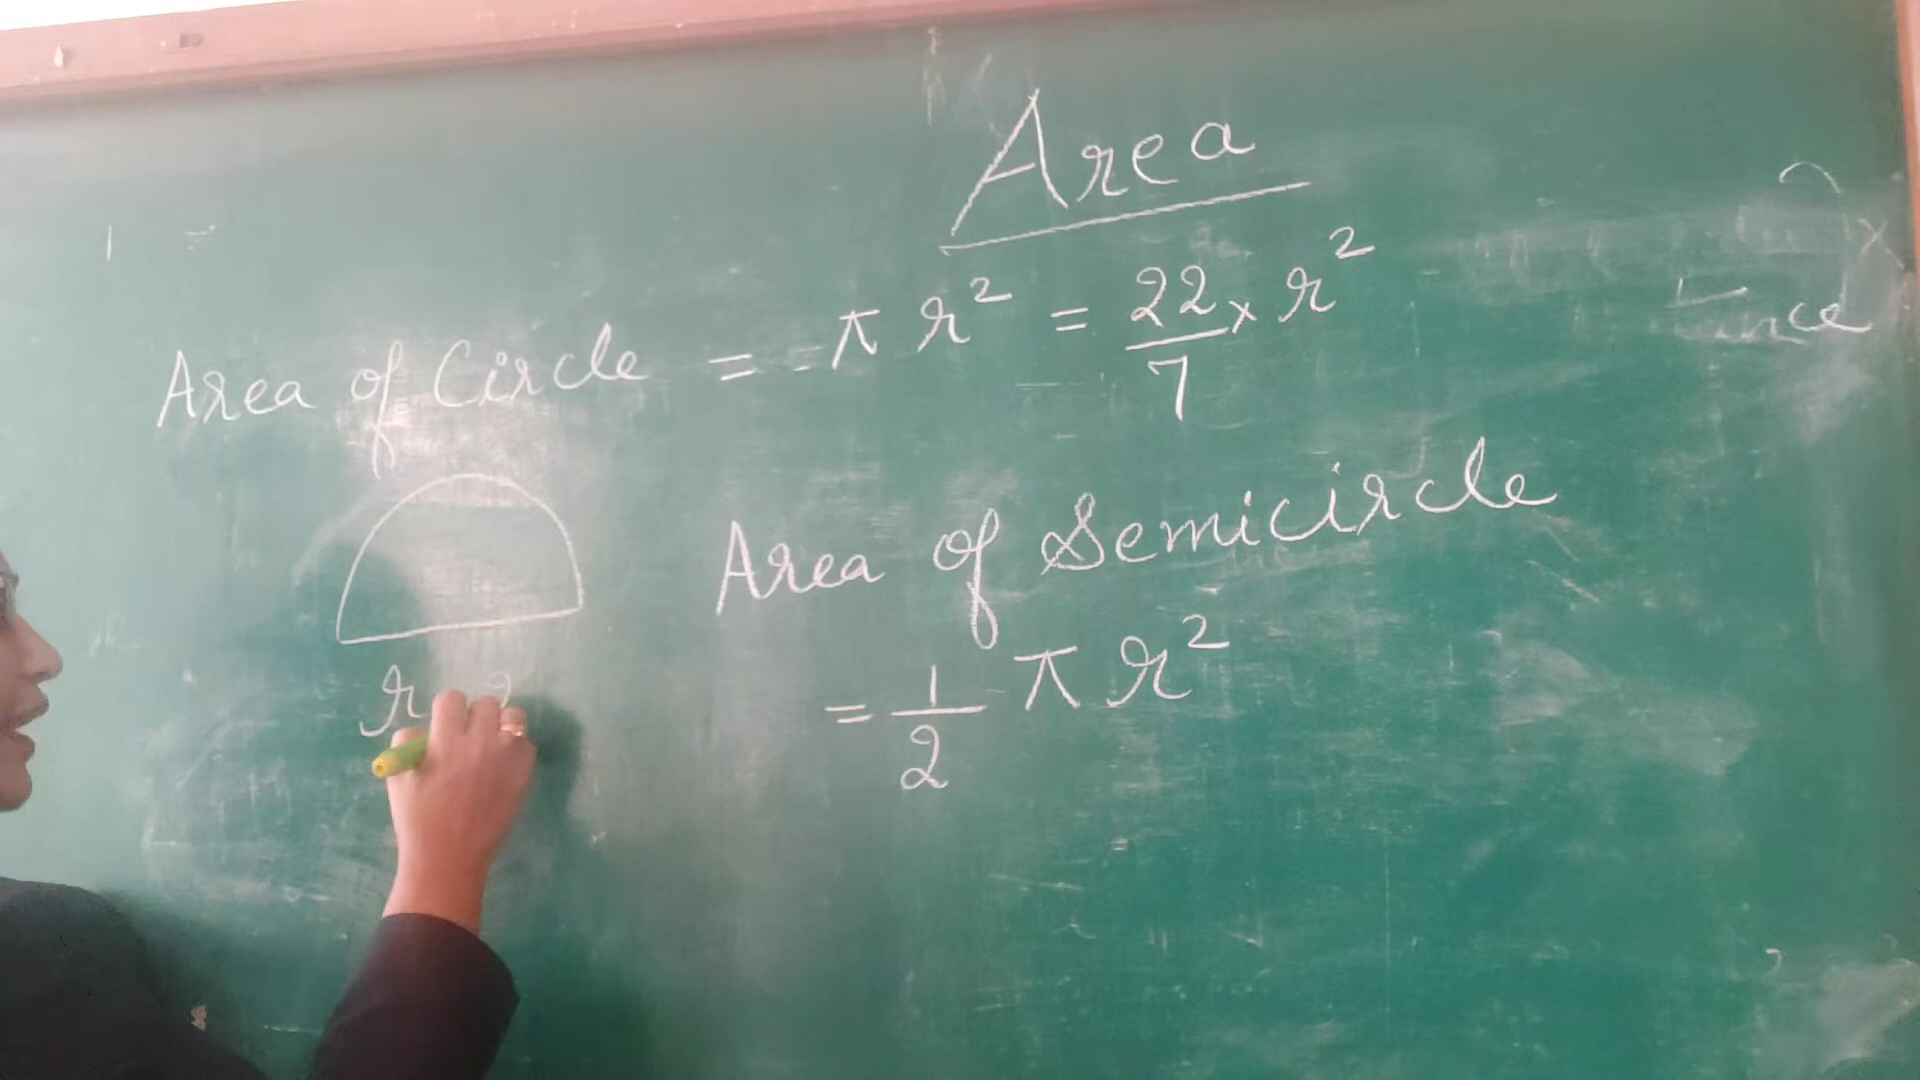 Area
Area of Circle = = π r² = 22/7 × r²
Area of Semicircle
= 1/2 π r²
r